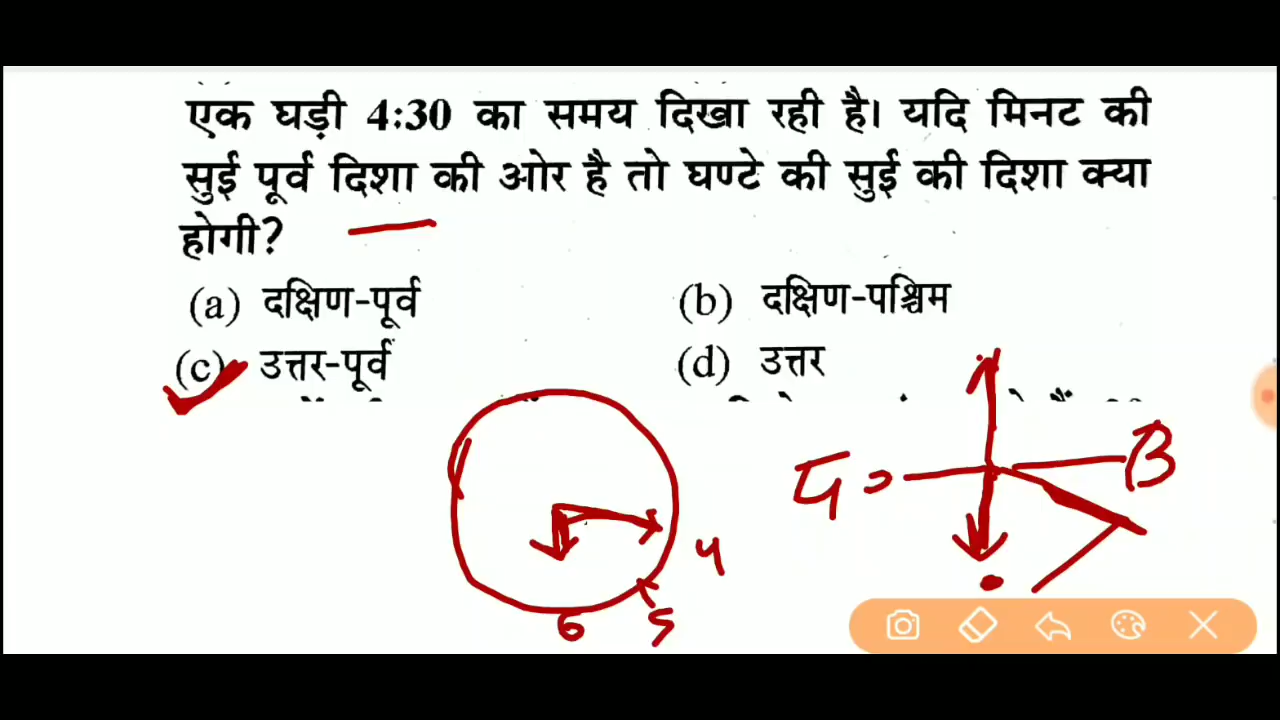 एक घड़ी 4:30 का समय दिखा रही है। यदि मिनट की
सुई पूर्व दिशा की ओर है तो घण्टे की सुई की दिशा क्या
होगी?
(a) दक्षिण-पूर्व (b) दक्षिण-पश्चिम
(c) उत्तर-पूर्व (d) उत्तर
4
6 5